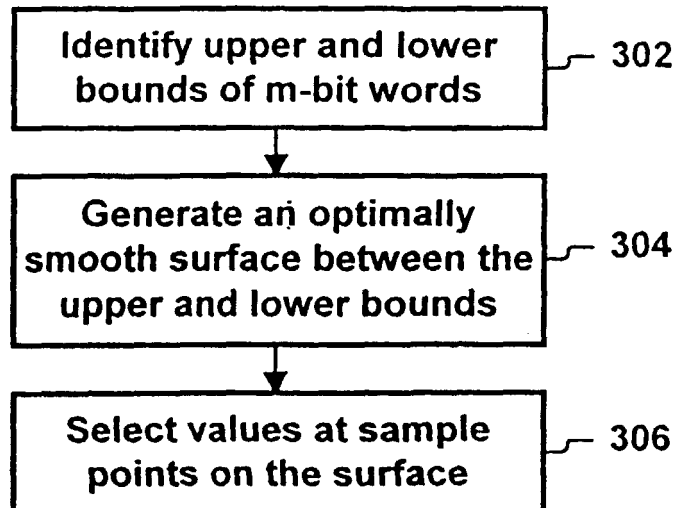 Identify upper and lower
bounds of m-bit words
302
Generate an optimally
smooth surface between the
upper and lower bounds
304
Select values at sample
points on the surface
306